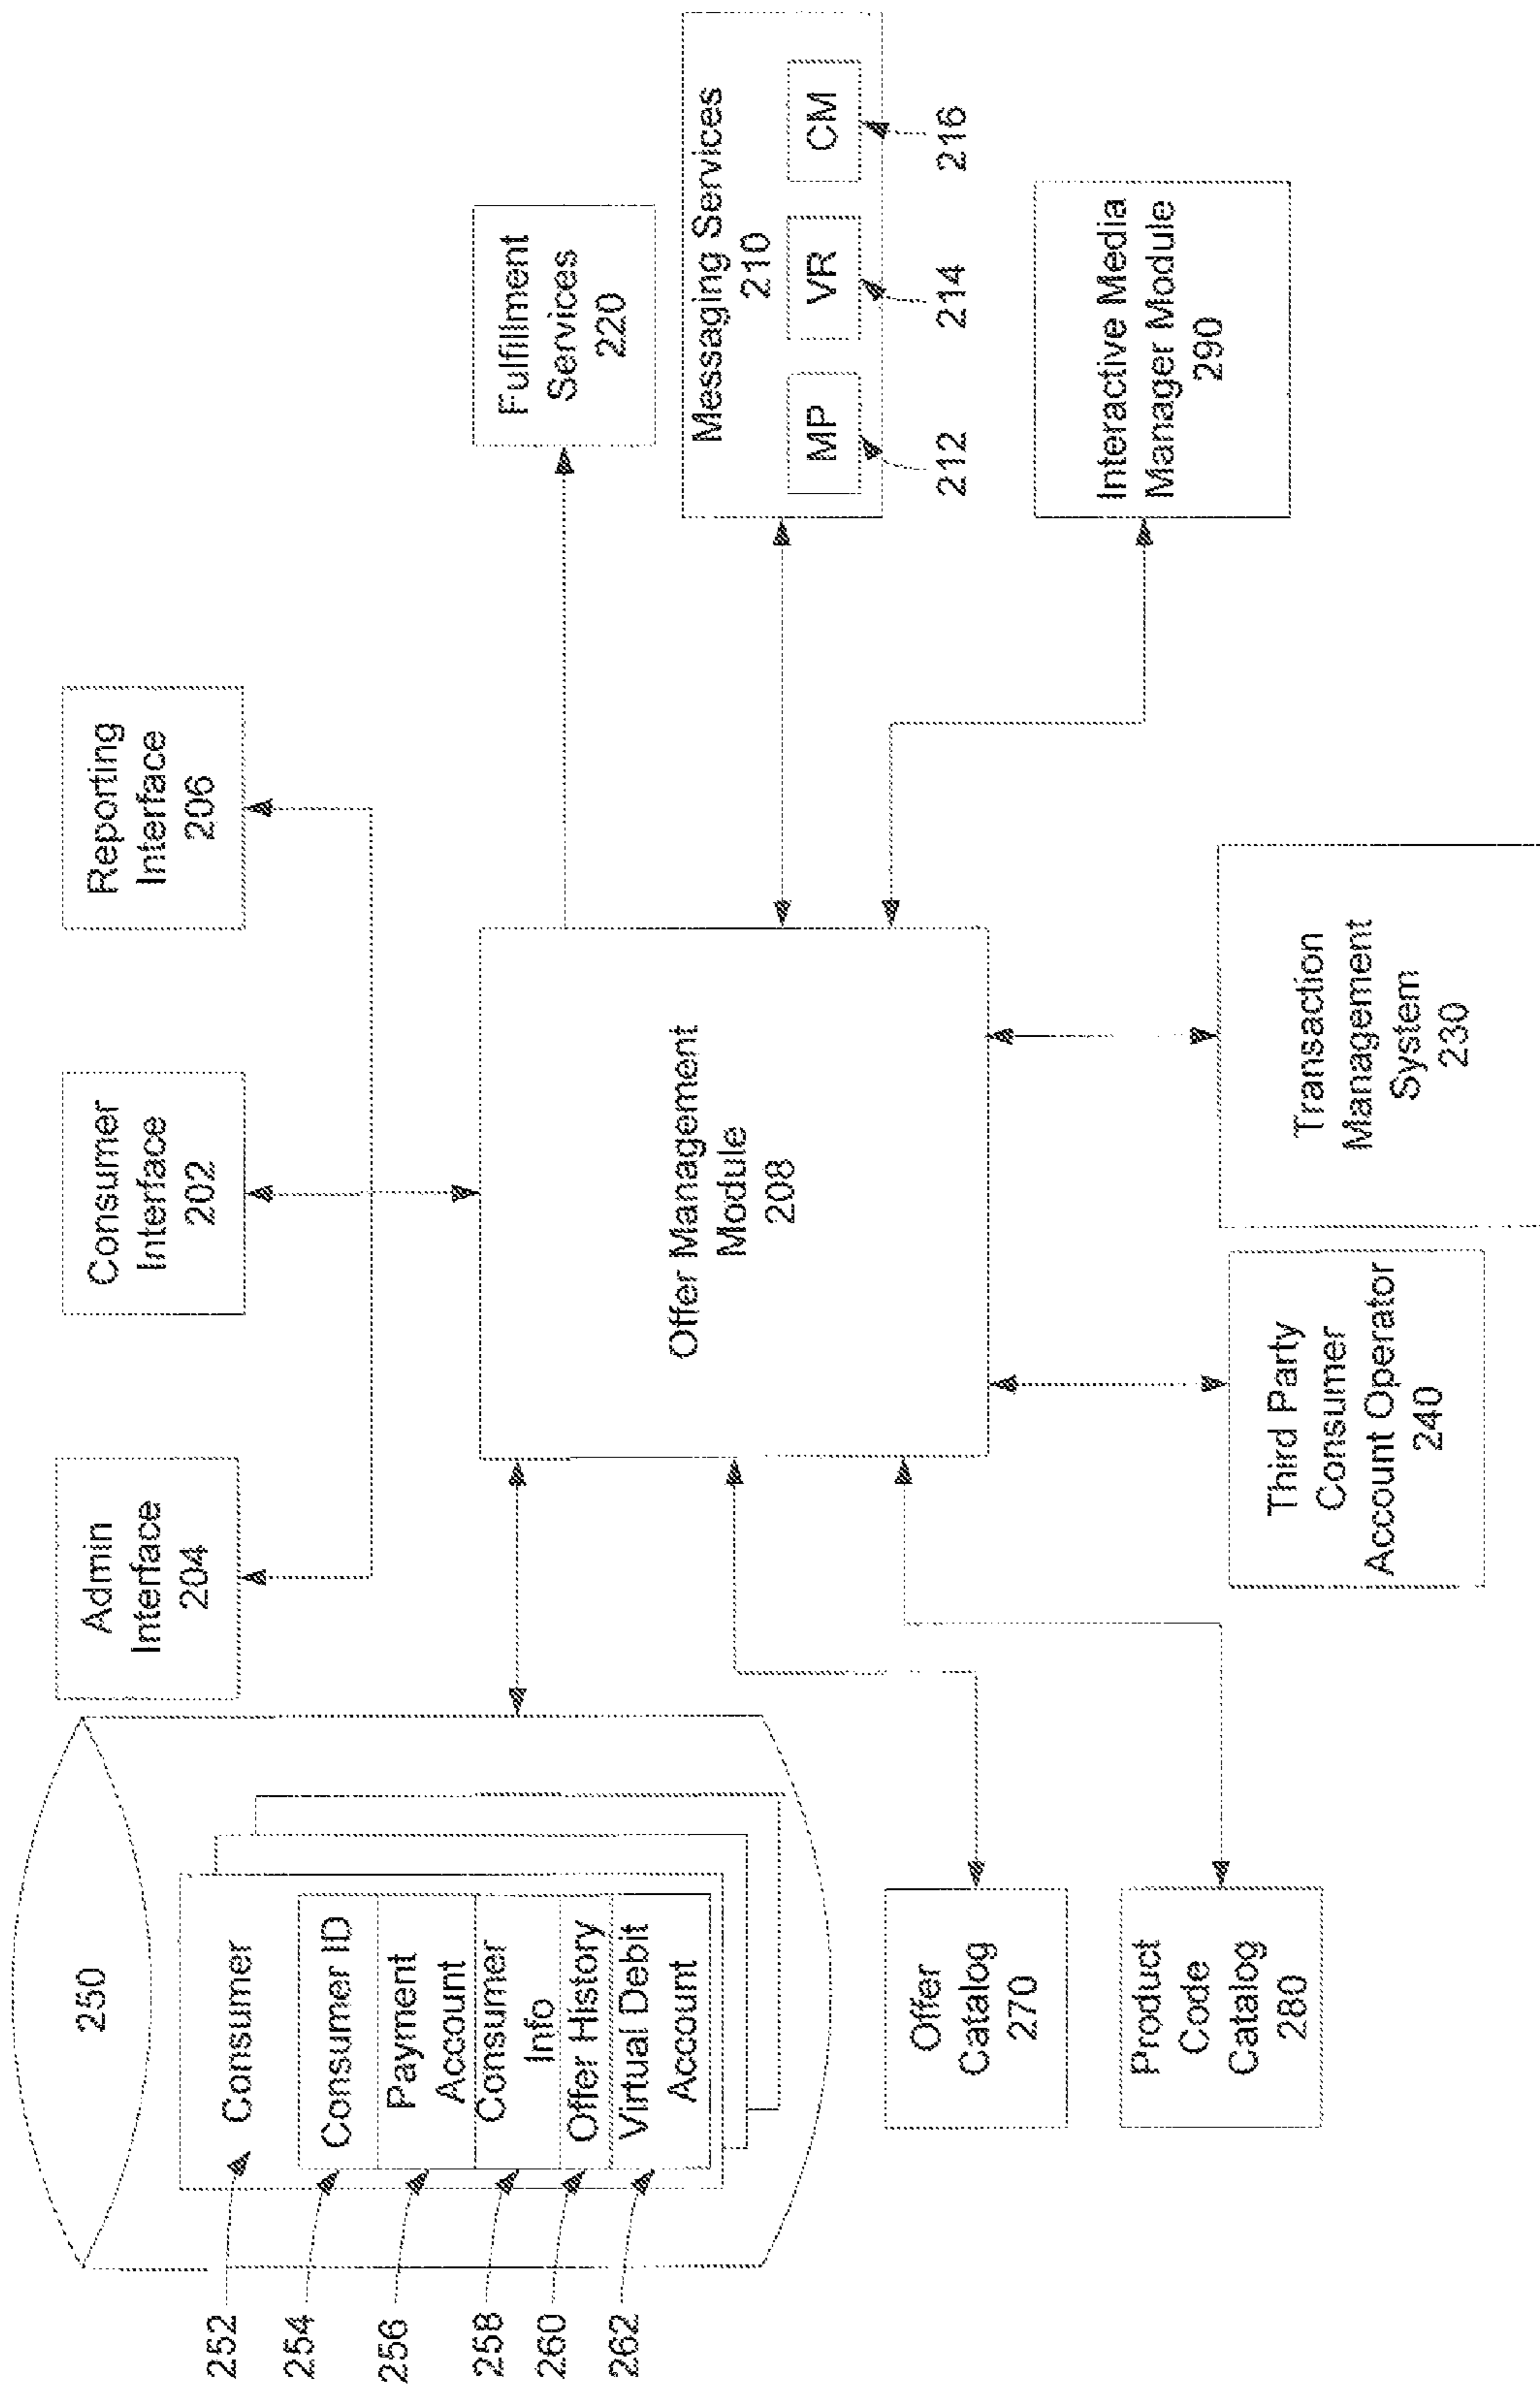 250
252
Consumer
254
Consumer ID
256
Payment
Account
258
Consumer
Info
260
Offer History
262
Virtual Debit
Account
Admin
Interface
204
Consumer
Interface
202
Reporting
Interface
206
Offer Management
Module
208
Fulfillment
Services
220
Messaging Services
210
MP
VR
CM
212
214
216
Interactive Media
Manager Module
290
Offer
Catalog
270
Product
Code
Catalog
280
Third Party
Consumer
Account Operator
240
Transaction
Management
System
230